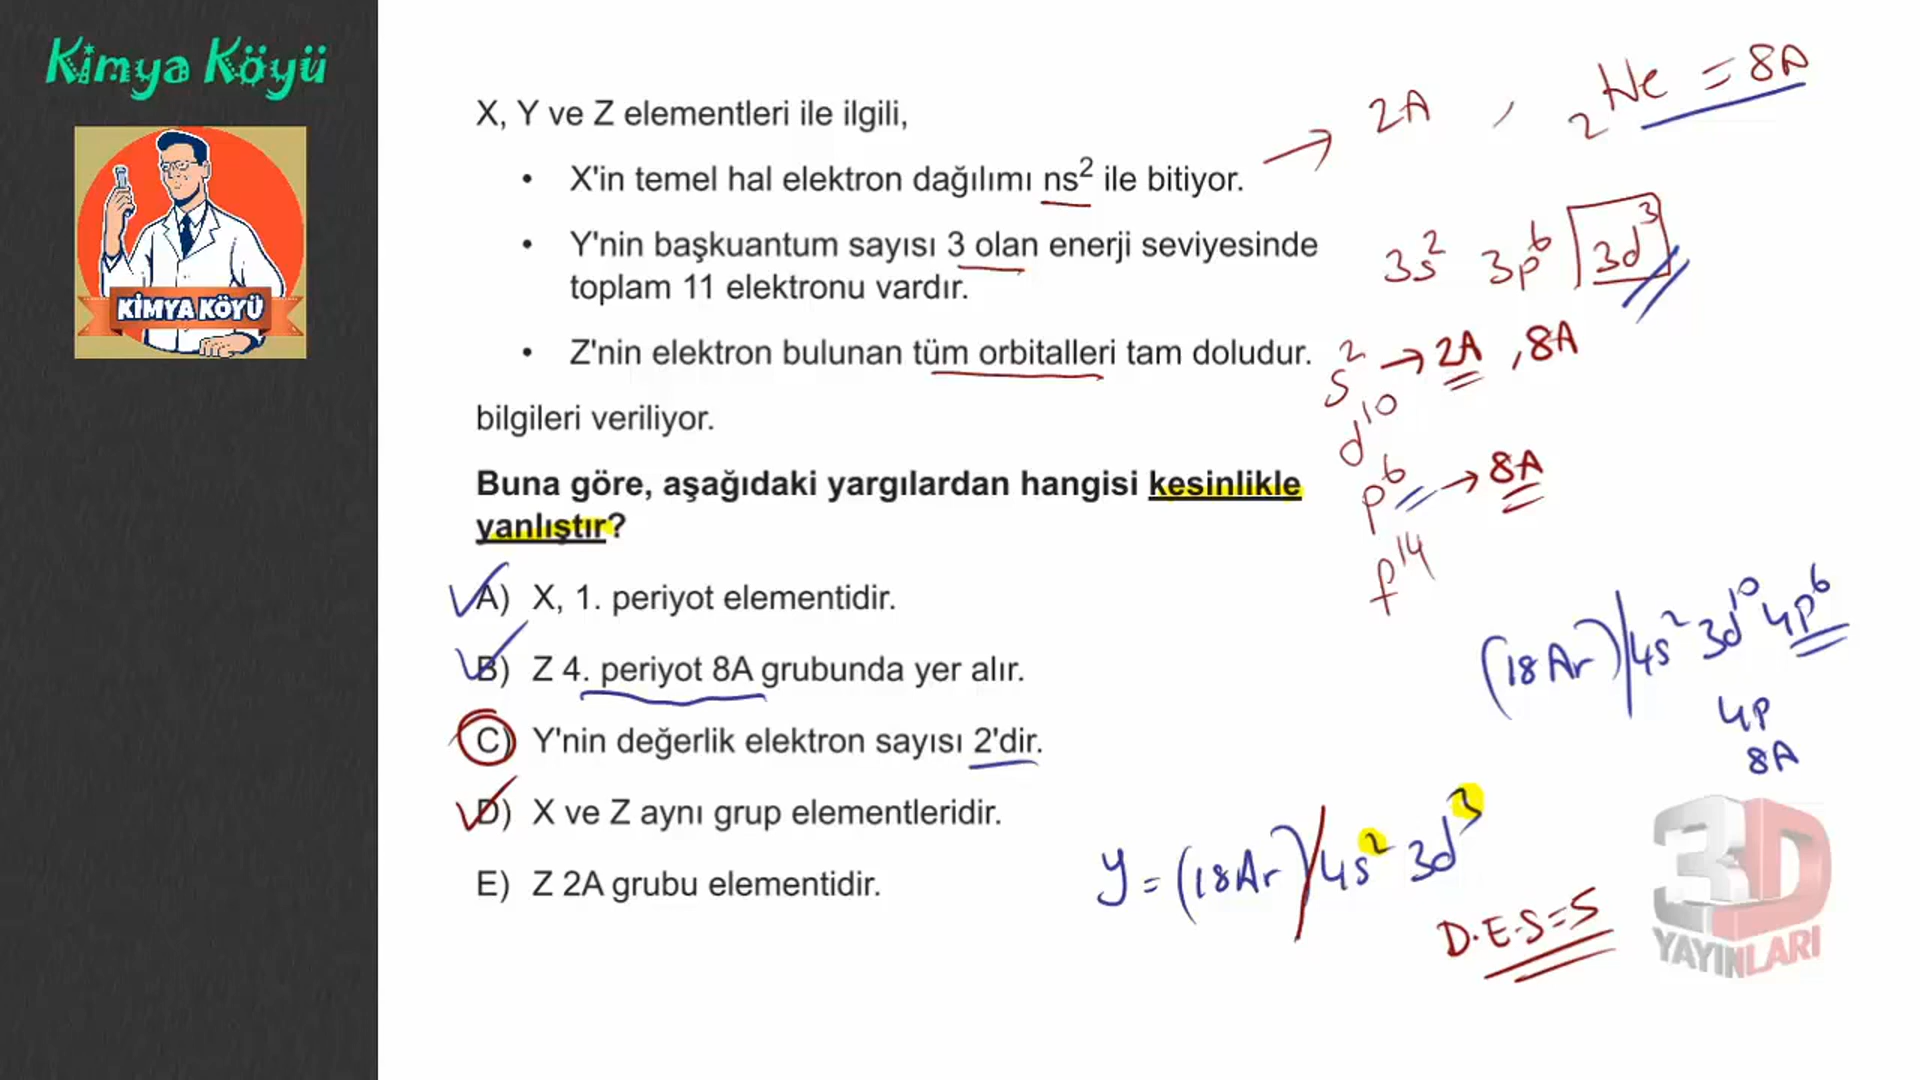 Kimya Köyü
KİMYA KÖYÜ
X, Y ve Z elementleri ile ilgili,
• X'in temel hal elektron dağılımı ns² ile bitiyor.
→ 2A , ₂He = 8A
• Y'nin başkuantum sayısı 3 olan enerji seviyesinde
toplam 11 elektronu vardır.
3s² 3p⁶ 3d³
• Z'nin elektron bulunan tüm orbitalleri tam doludur.
s² → 2A , 8A
d¹⁰
p⁶ → 8A
f¹⁴
bilgileri veriliyor.
Buna göre, aşağıdaki yargılardan hangisi kesinlikle
yanlıştır?
A) X, 1. periyot elementidir.
B) Z 4. periyot 8A grubunda yer alır.
(18Ar) 4s² 3d¹⁰ 4p⁶
4P
8A
C) Y'nin değerlik elektron sayısı 2'dir.
D) X ve Z aynı grup elementleridir.
E) Z 2A grubu elementidir.
Y = (18Ar) 4s² 3d³
D.E.S=5
3D
YAYINLARI